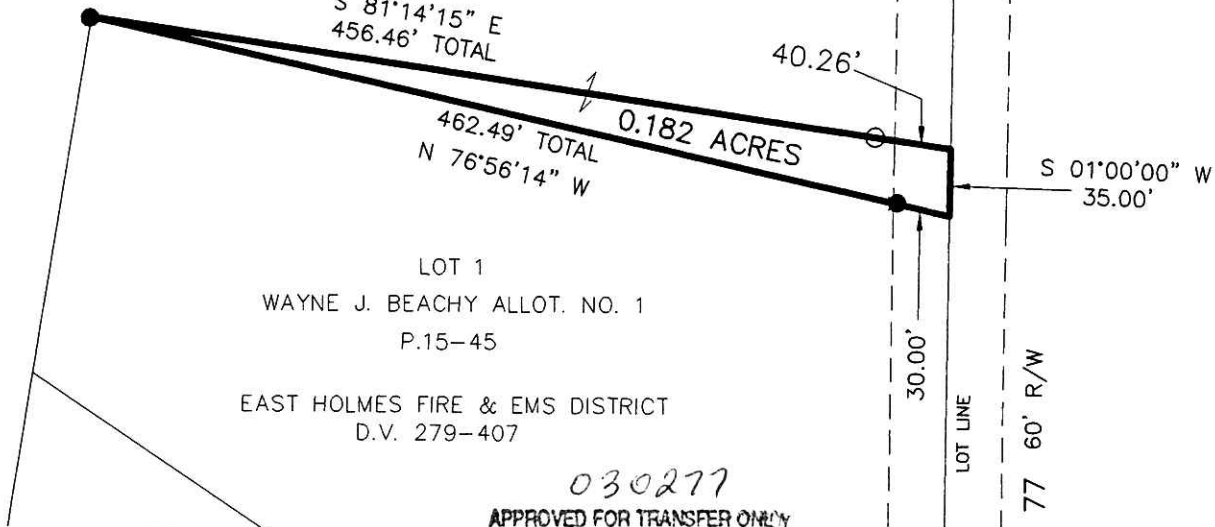 S 81°14'15" E
456.46' TOTAL
40.26'
0.182 ACRES
462.49' TOTAL
N 76°56'14" W
S 01°00'00" W
35.00'
LOT 1
WAYNE J. BEACHY ALLOT. NO. 1
P.15-45
EAST HOLMES FIRE & EMS DISTRICT
D.V. 279-407
30.00'
LOT LINE
77 60' R/W
030277
APPROVED FOR TRANSFER ONLY